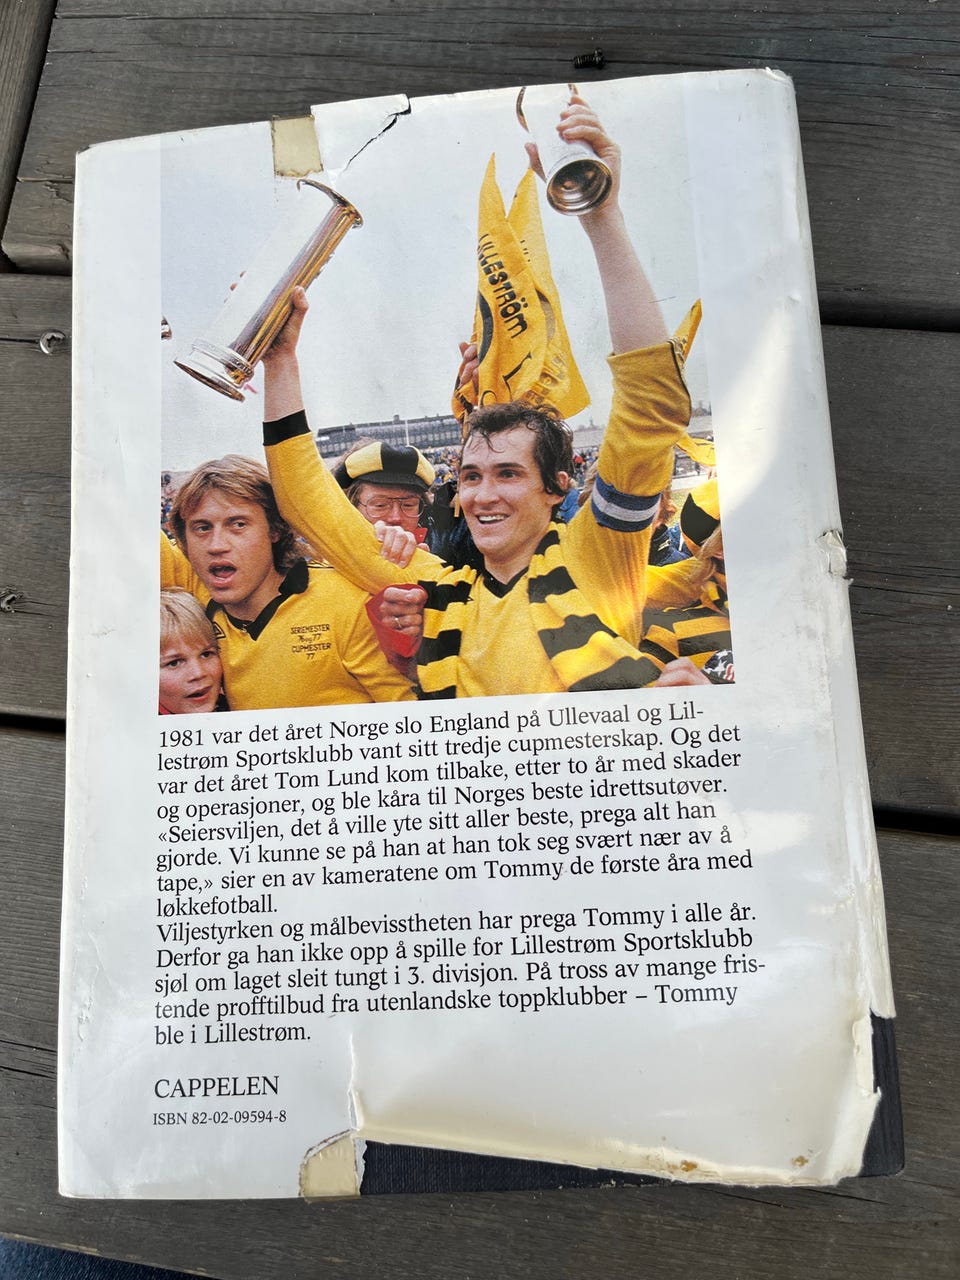 LILLESTRÖM
SERIEMESTER
76 og 77
CUPMESTER
77
1981 var det året Norge slo England på Ullevaal og Lil-
lestrøm Sportsklubb vant sitt tredje cupmesterskap. Og det
var det året Tom Lund kom tilbake, etter to år med skader
og operasjoner, og ble kåra til Norges beste idrettsutøver.
«Seiersviljen, det å ville yte sitt aller beste, prega alt han
gjorde. Vi kunne se på han at han tok seg svært nær av å
tape,» sier en av kameratene om Tommy de første åra med
løkkefotball.
Viljestyrken og målbevisstheten har prega Tommy i alle år.
Derfor ga han ikke opp å spille for Lillestrøm Sportsklubb
sjøl om laget sleit tungt i 3. divisjon. På tross av mange fris-
tende profftilbud fra utenlandske toppklubber – Tommy
ble i Lillestrøm.
CAPPELEN
ISBN 82-02-09594-8